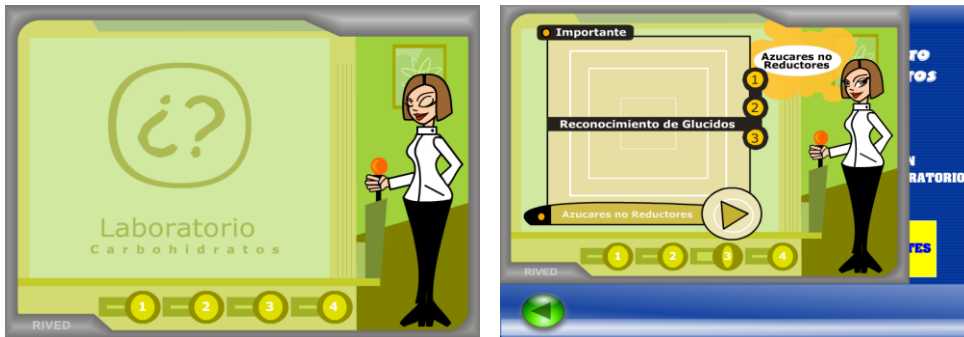 ¿?
Laboratorio
Carbohidratos
1 2 3 4
RIVED
Importante
Azucares no
Reductores
1
2
Reconocimiento de Glucidos
3
Azucares no Reductores
1 2 3 4
RIVED